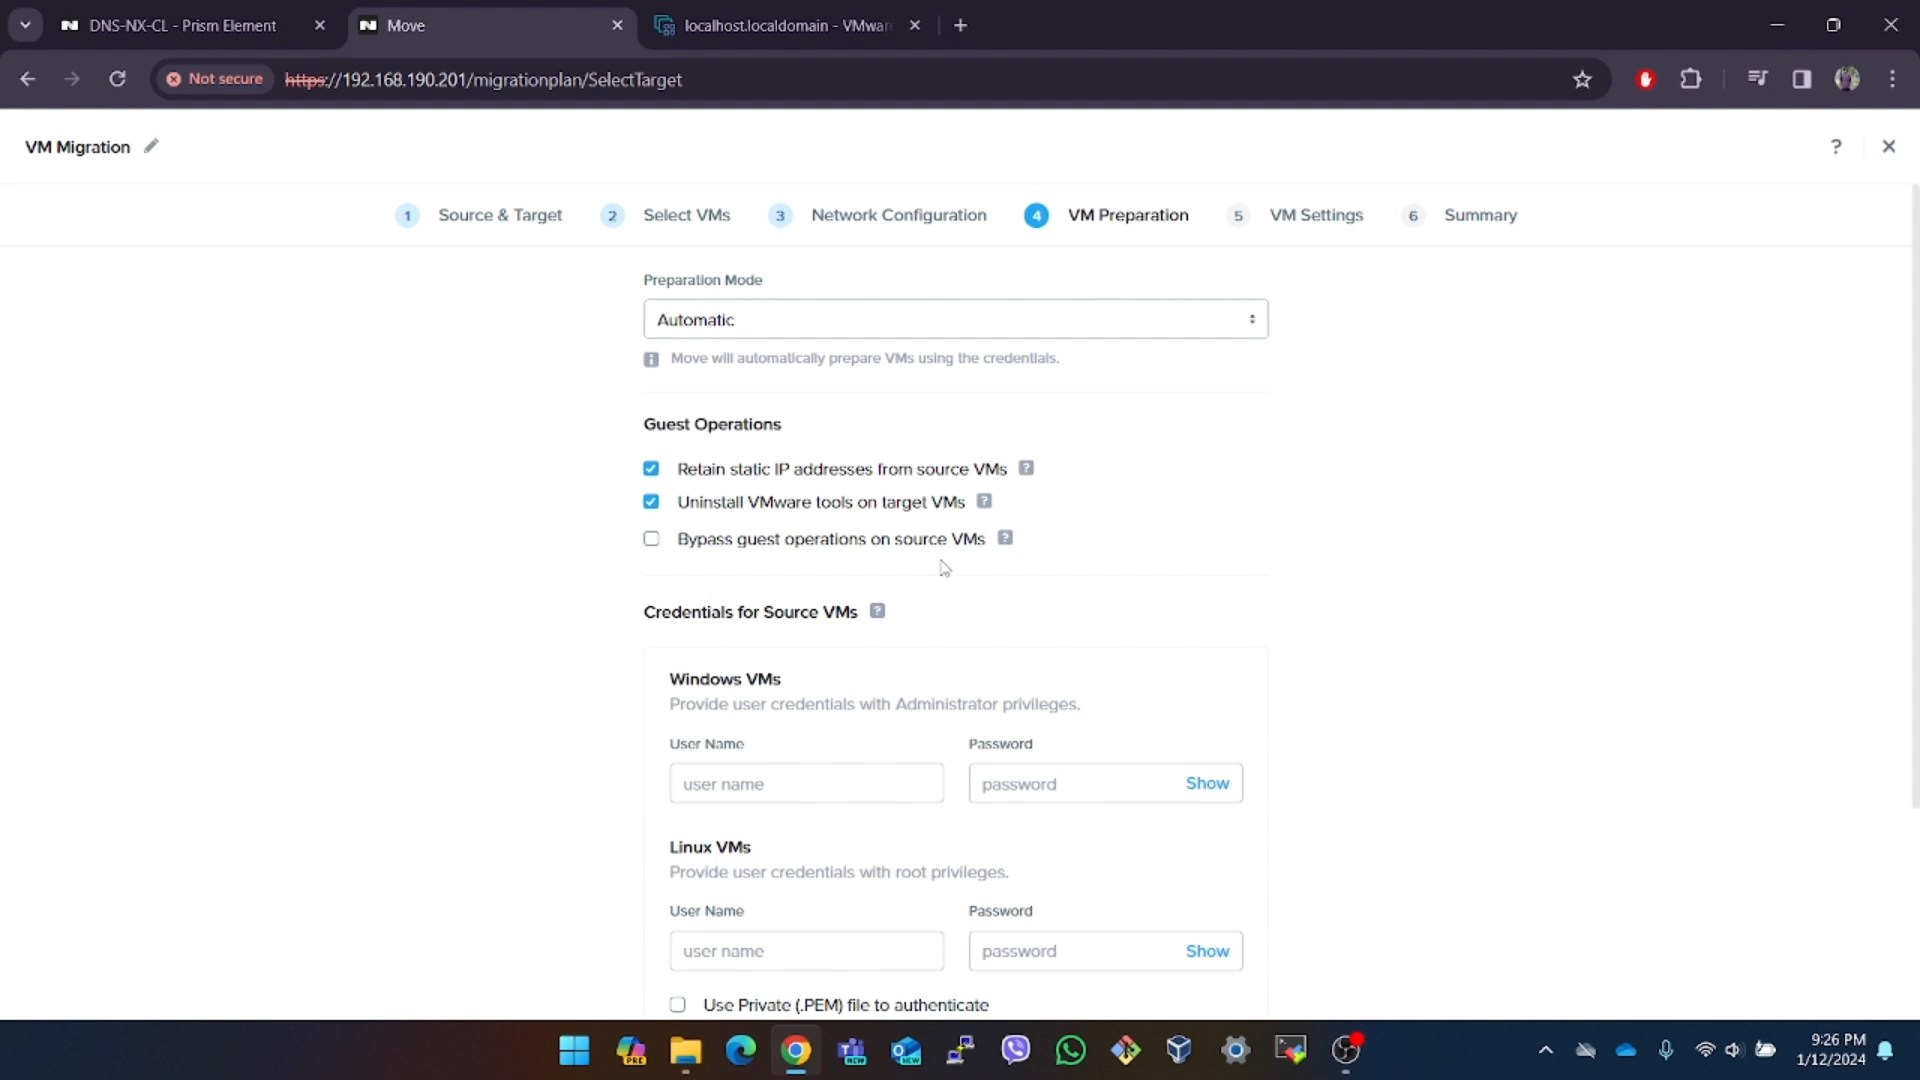 DNS-NX-CL - Prism Element
Move
localhost.localdomain - VMwar
Not secure
https://192.168.190.201/migrationplan/SelectTarget
VM Migration
?
1 Source & Target
2 Select VMs
3 Network Configuration
4 VM Preparation
5 VM Settings
6 Summary
Preparation Mode
Automatic
Move will automatically prepare VMs using the credentials.
Guest Operations
Retain static IP addresses from source VMs ?
Uninstall VMware tools on target VMs ?
Bypass guest operations on source VMs ?
Credentials for Source VMs ?
Windows VMs
Provide user credentials with Administrator privileges.
User Name Password
user name password Show
Linux VMs
Provide user credentials with root privileges.
User Name Password
user name password Show
Use Private (.PEM) file to authenticate
PRE
NEW
NEW
9:26 PM
1/12/2024